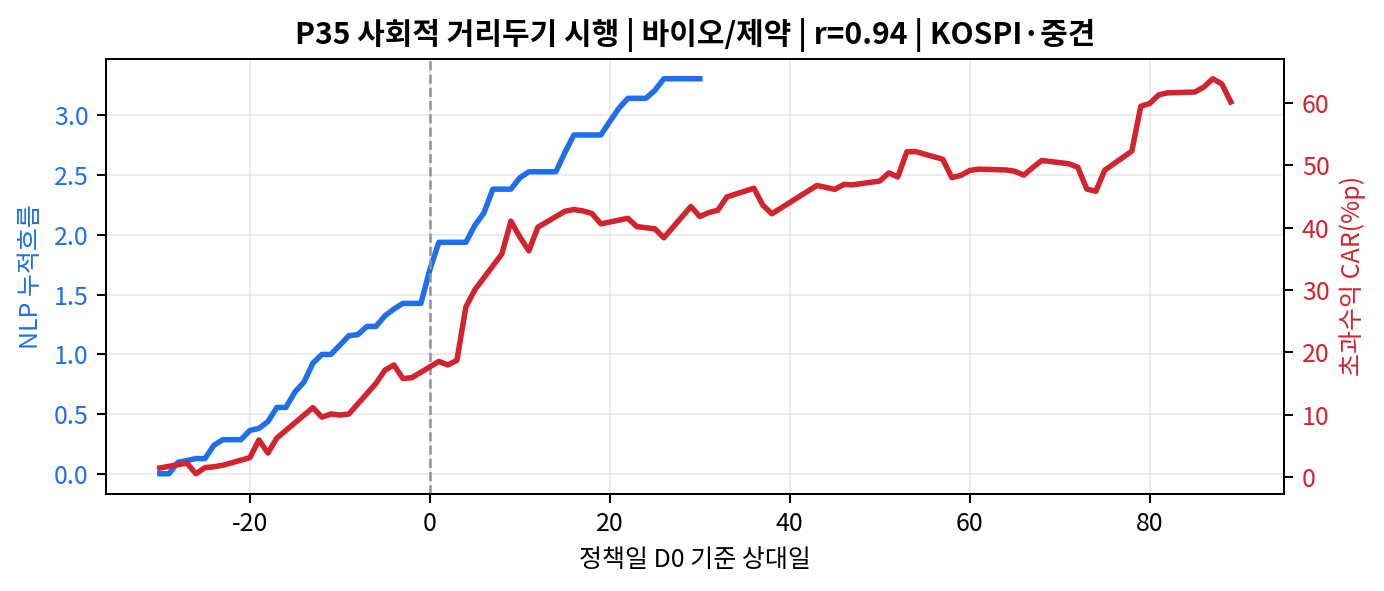 P35 사회적 거리두기 시행 | 바이오/제약 | r=0.94 | KOSPI·중견
NLP 누적흐름
3.0
2.5
2.0
1.5
1.0
0.5
0.0
60
50
40
30
20
10
0
초과수익 CAR(%p)
-20 0 20 40 60 80
정책일 D0 기준 상대일